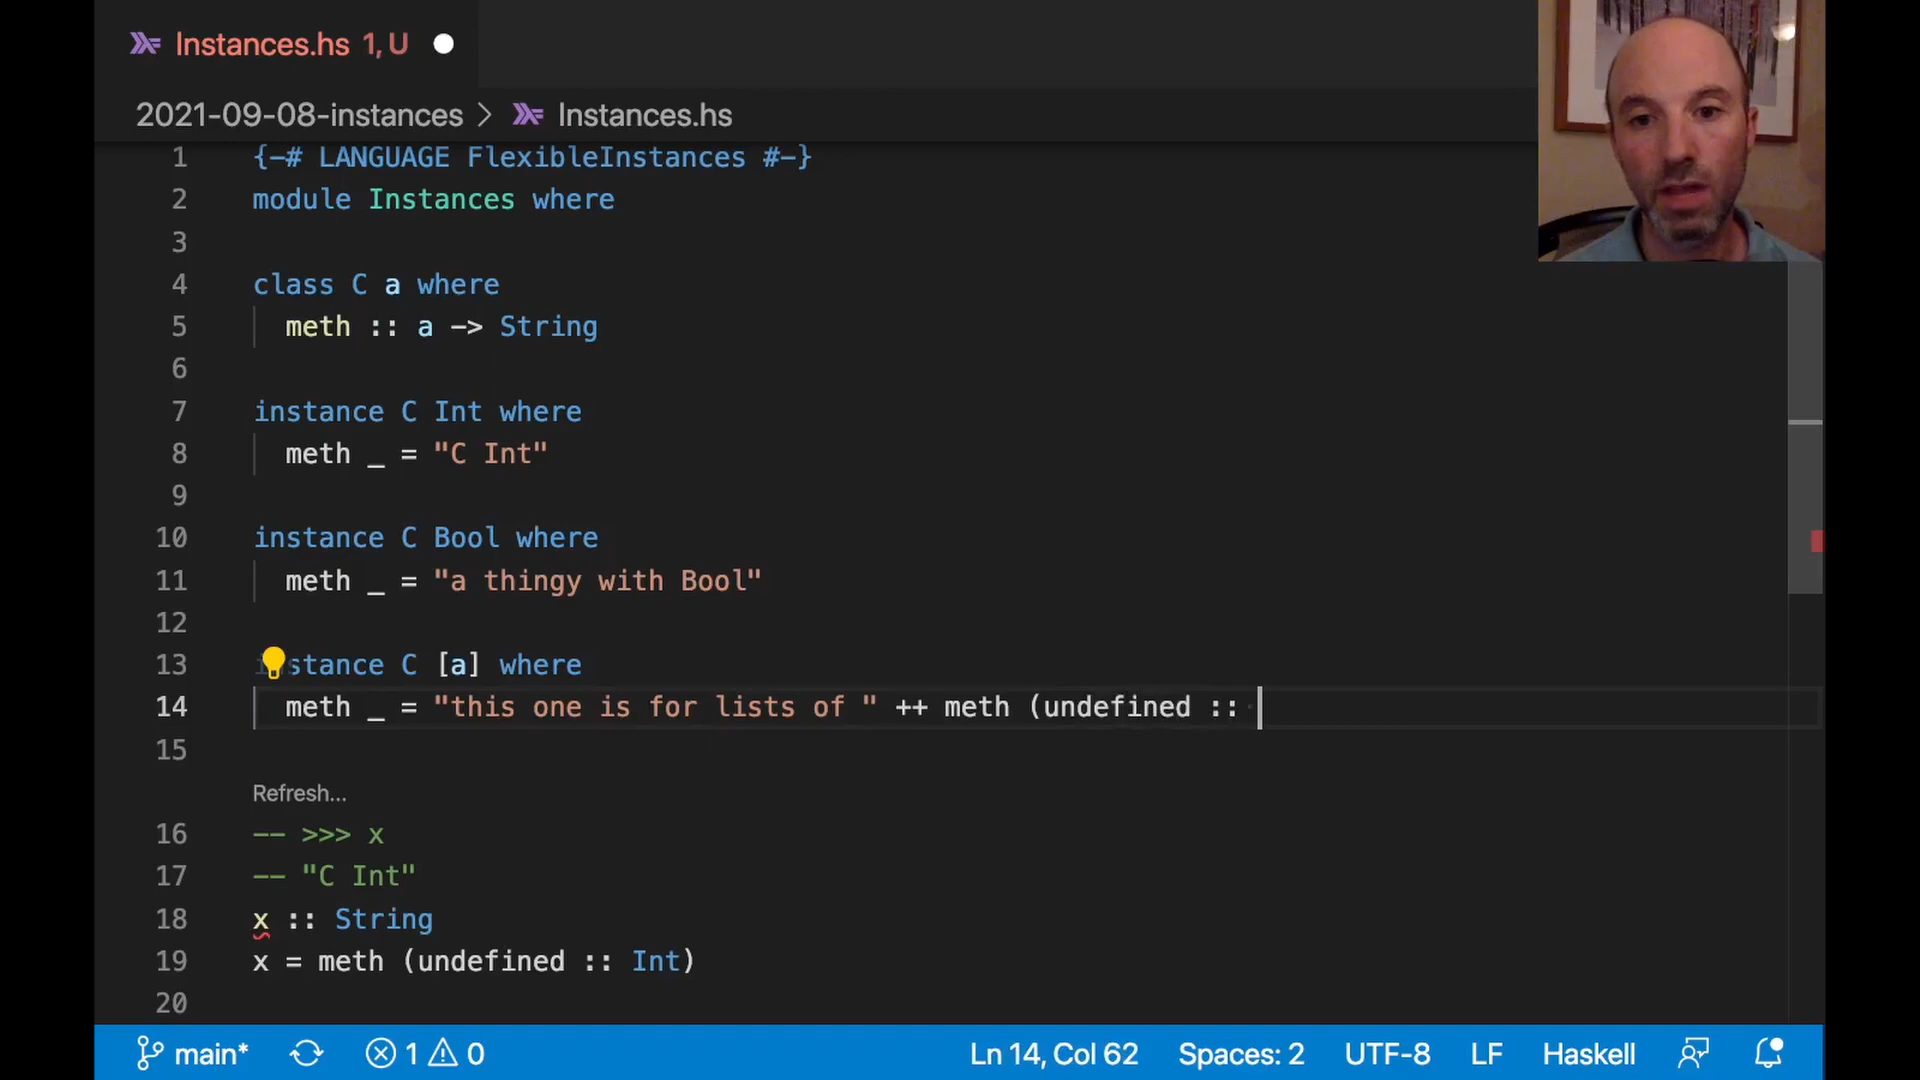 Instances.hs 1, U
2021-09-08-instances > Instances.hs
1 {-# LANGUAGE FlexibleInstances #-}
2 module Instances where
3
4 class C a where
5 meth :: a -> String
6
7 instance C Int where
8 meth _ = "C Int"
9
10 instance C Bool where
11 meth _ = "a thingy with Bool"
12
13 instance C [a] where
14 meth _ = "this one is for lists of " ++ meth (undefined ::
15
Refresh...
16 -- >>> x
17 -- "C Int"
18 x :: String
19 x = meth (undefined :: Int)
20
main* 1 0 Ln 14, Col 62 Spaces: 2 UTF-8 LF Haskell